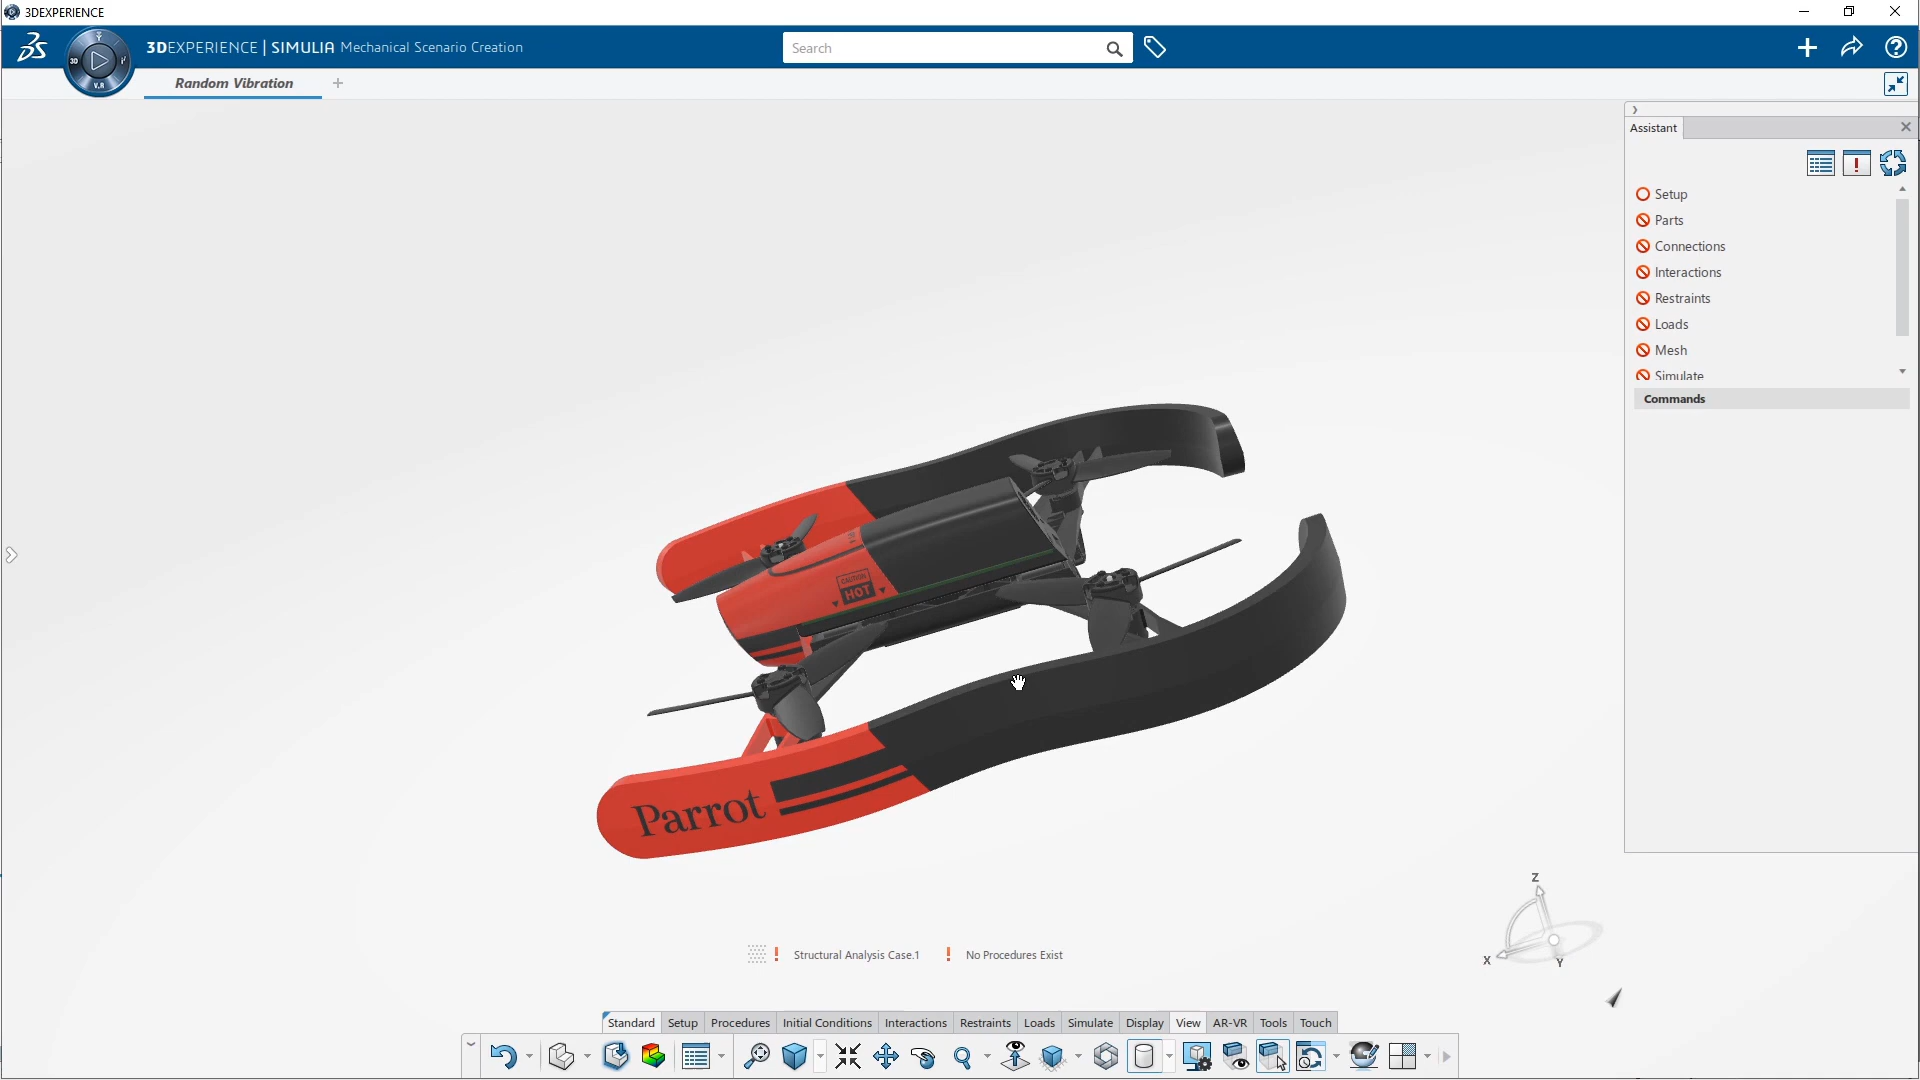 3DEXPERIENCE
3DEXPERIENCE | SIMULIA Mechanical Scenario Creation
Search
3D
V.R
Random Vibration
Assistant
Setup
Parts
Connections
Interactions
Restraints
Loads
Mesh
Simulate
Commands
CAUTION
HOT
Parrot
Z
X
Y
Structural Analysis Case.1
No Procedures Exist
Standard Setup Procedures Initial Conditions Interactions Restraints Loads Simulate Display View AR-VR Tools Touch